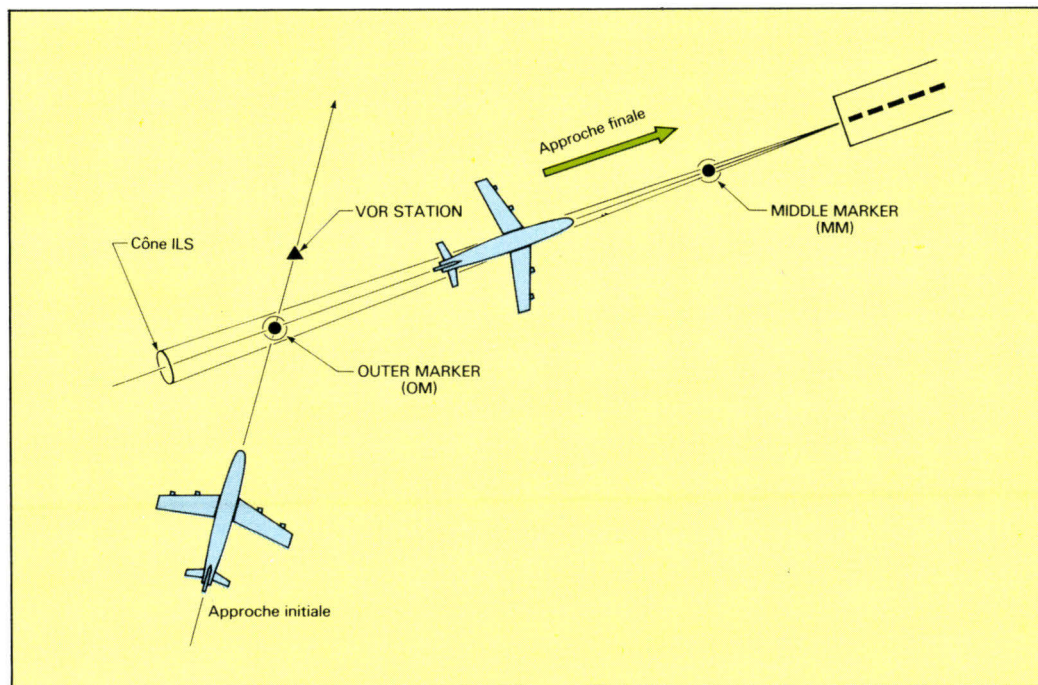 Approche finale
VOR STATION
Cône ILS
MIDDLE MARKER
(MM)
OUTER MARKER
(OM)
Approche initiale